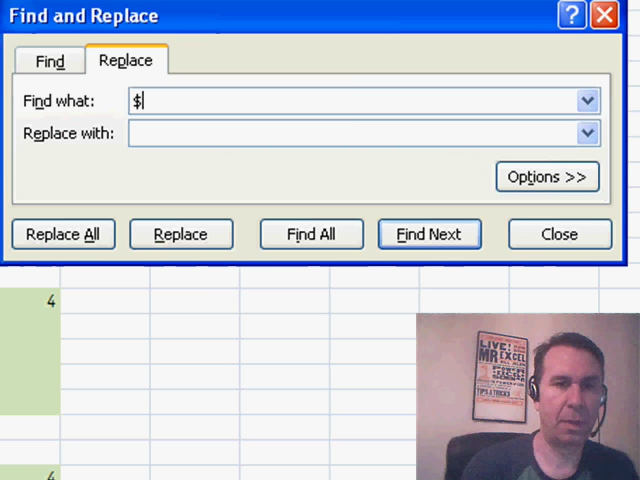 Find and Replace
Find Replace
Find what: $
Replace with:
Options >>
Replace All Replace Find All Find Next Close
4
4
LIVE!
MR EXCEL
TIPS & TRICKS